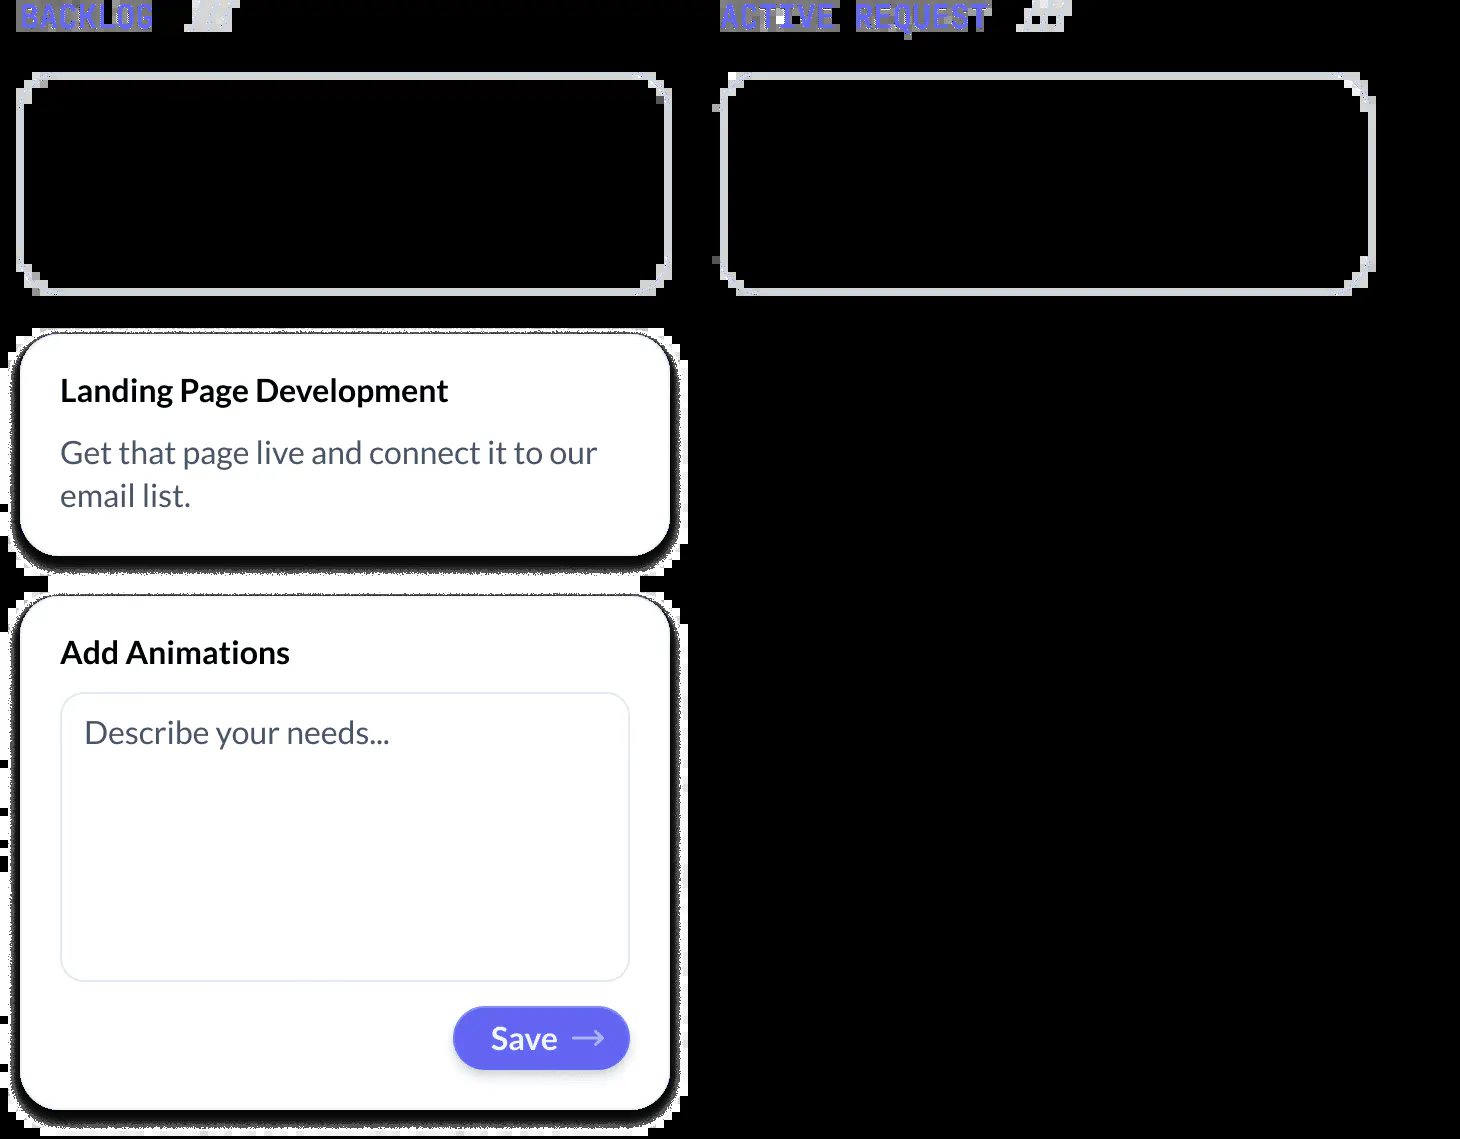 BACKLOG
ACTIVE REQUEST
Landing Page Development
Get that page live and connect it to our
email list.
Add Animations
Describe your needs...
Save